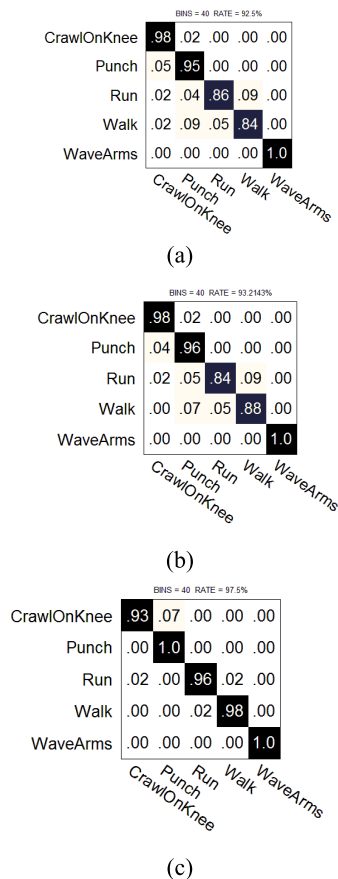 BINS = 40 RATE = 92.5%
CrawlOnKnee .98 .02 .00 .00 .00
Punch .05 .95 .00 .00 .00
Run .02 .04 .86 .09 .00
Walk .02 .09 .05 .84 .00
WaveArms .00 .00 .00 .00 1.0
CrawlOnKnee Punch Run Walk WaveArms
(a)
BINS = 40 RATE = 93.2143%
CrawlOnKnee .98 .02 .00 .00 .00
Punch .04 .96 .00 .00 .00
Run .02 .05 .84 .09 .00
Walk .00 .07 .05 .88 .00
WaveArms .00 .00 .00 .00 1.0
CrawlOnKnee Punch Run Walk WaveArms
(b)
BINS = 40 RATE = 97.5%
CrawlOnKnee .93 .07 .00 .00 .00
Punch .00 1.0 .00 .00 .00
Run .02 .00 .96 .02 .00
Walk .00 .00 .02 .98 .00
WaveArms .00 .00 .00 .00 1.0
CrawlOnKnee Punch Run Walk WaveArms
(c)